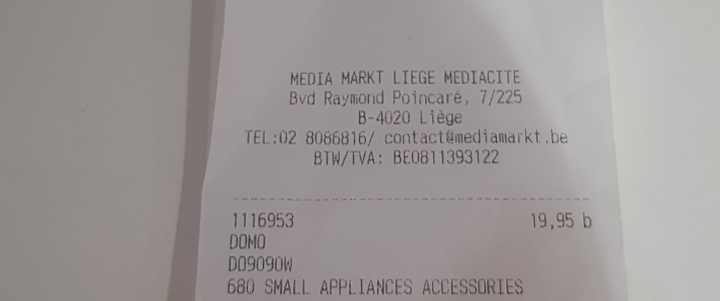 MEDIA MARKT LIEGE MEDIACITE
Bvd Raymond Poincaré, 7/225
B-4020 Liège
TEL:02 8086816/ contact@mediamarkt.be
BTW/TVA: BE0811393122
1116953 19,95 b
DOMO
DO9090W
680 SMALL APPLIANCES ACCESSORIES